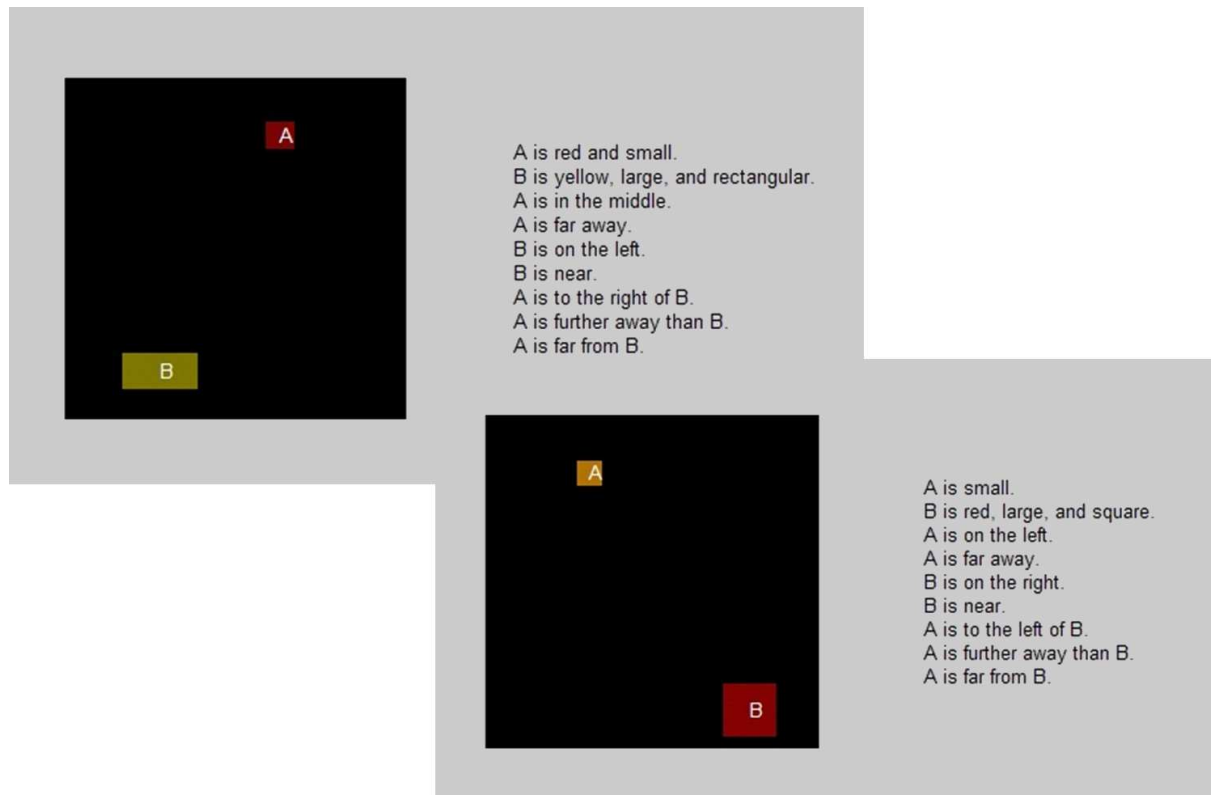 A
B
A is red and small.
B is yellow, large, and rectangular.
A is in the middle.
A is far away.
B is on the left.
B is near.
A is to the right of B.
A is further away than B.
A is far from B.
A
B
A is small.
B is red, large, and square.
A is on the left.
A is far away.
B is on the right.
B is near.
A is to the left of B.
A is further away than B.
A is far from B.